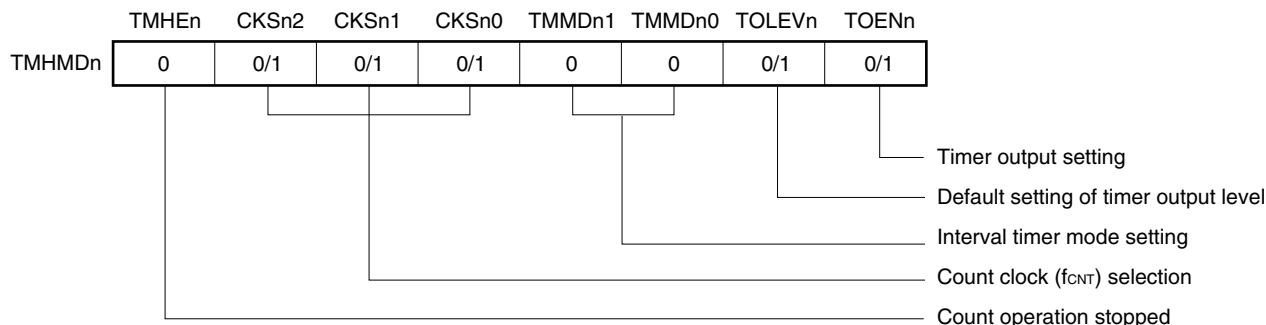 TMHEn CKSn2 CKSn1 CKSn0 TMMDn1 TMMDn0 TOLEVn TOENn
TMHMDn 0 0/1 0/1 0/1 0 0 0/1 0/1
Timer output setting
Default setting of timer output level
Interval timer mode setting
Count clock (fCNT) selection
Count operation stopped